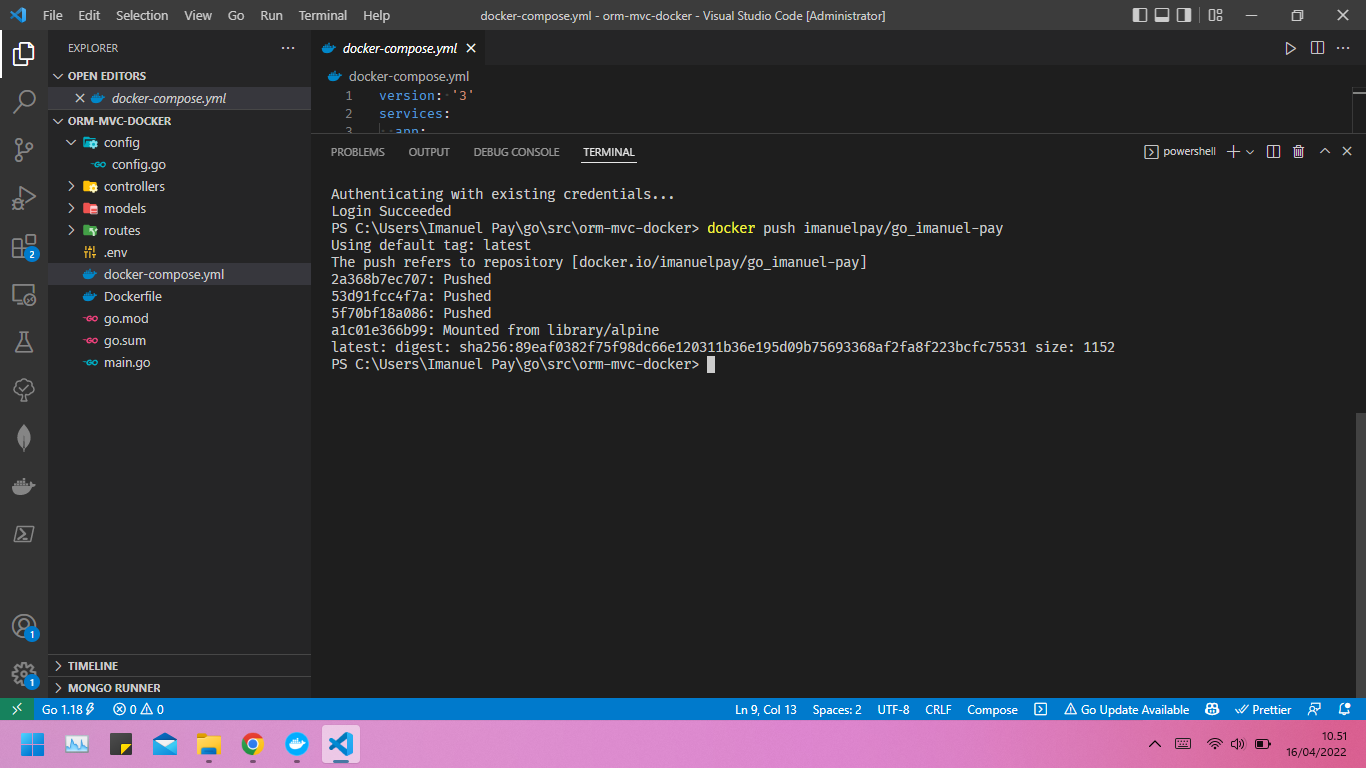 File Edit Selection View Go Run Terminal Help
docker-compose.yml - orm-mvc-docker - Visual Studio Code [Administrator]
EXPLORER
OPEN EDITORS
docker-compose.yml
ORM-MVC-DOCKER
config
config.go
controllers
models
routes
.env
docker-compose.yml
Dockerfile
go.mod
go.sum
main.go
TIMELINE
MONGO RUNNER
2
1
1
docker-compose.yml
docker-compose.yml
1 version: '3'
2 services:
3 app:
PROBLEMS OUTPUT DEBUG CONSOLE TERMINAL
powershell
Authenticating with existing credentials...
Login Succeeded
PS C:\Users\Imanuel Pay\go\src\orm-mvc-docker> docker push imanuelpay/go_imanuel-pay
Using default tag: latest
The push refers to repository [docker.io/imanuelpay/go_imanuel-pay]
2a368b7ec707: Pushed
53d91fcc4f7a: Pushed
5f70bf18a086: Pushed
a1c01e366b99: Mounted from library/alpine
latest: digest: sha256:89eaf0382f75f98dc66e120311b36e195d09b75693368af2fa8f223bcfc75531 size: 1152
PS C:\Users\Imanuel Pay\go\src\orm-mvc-docker>
Go 1.18 0 0
Ln 9, Col 13 Spaces: 2 UTF-8 CRLF Compose Go Update Available Prettier
10.51
16/04/2022